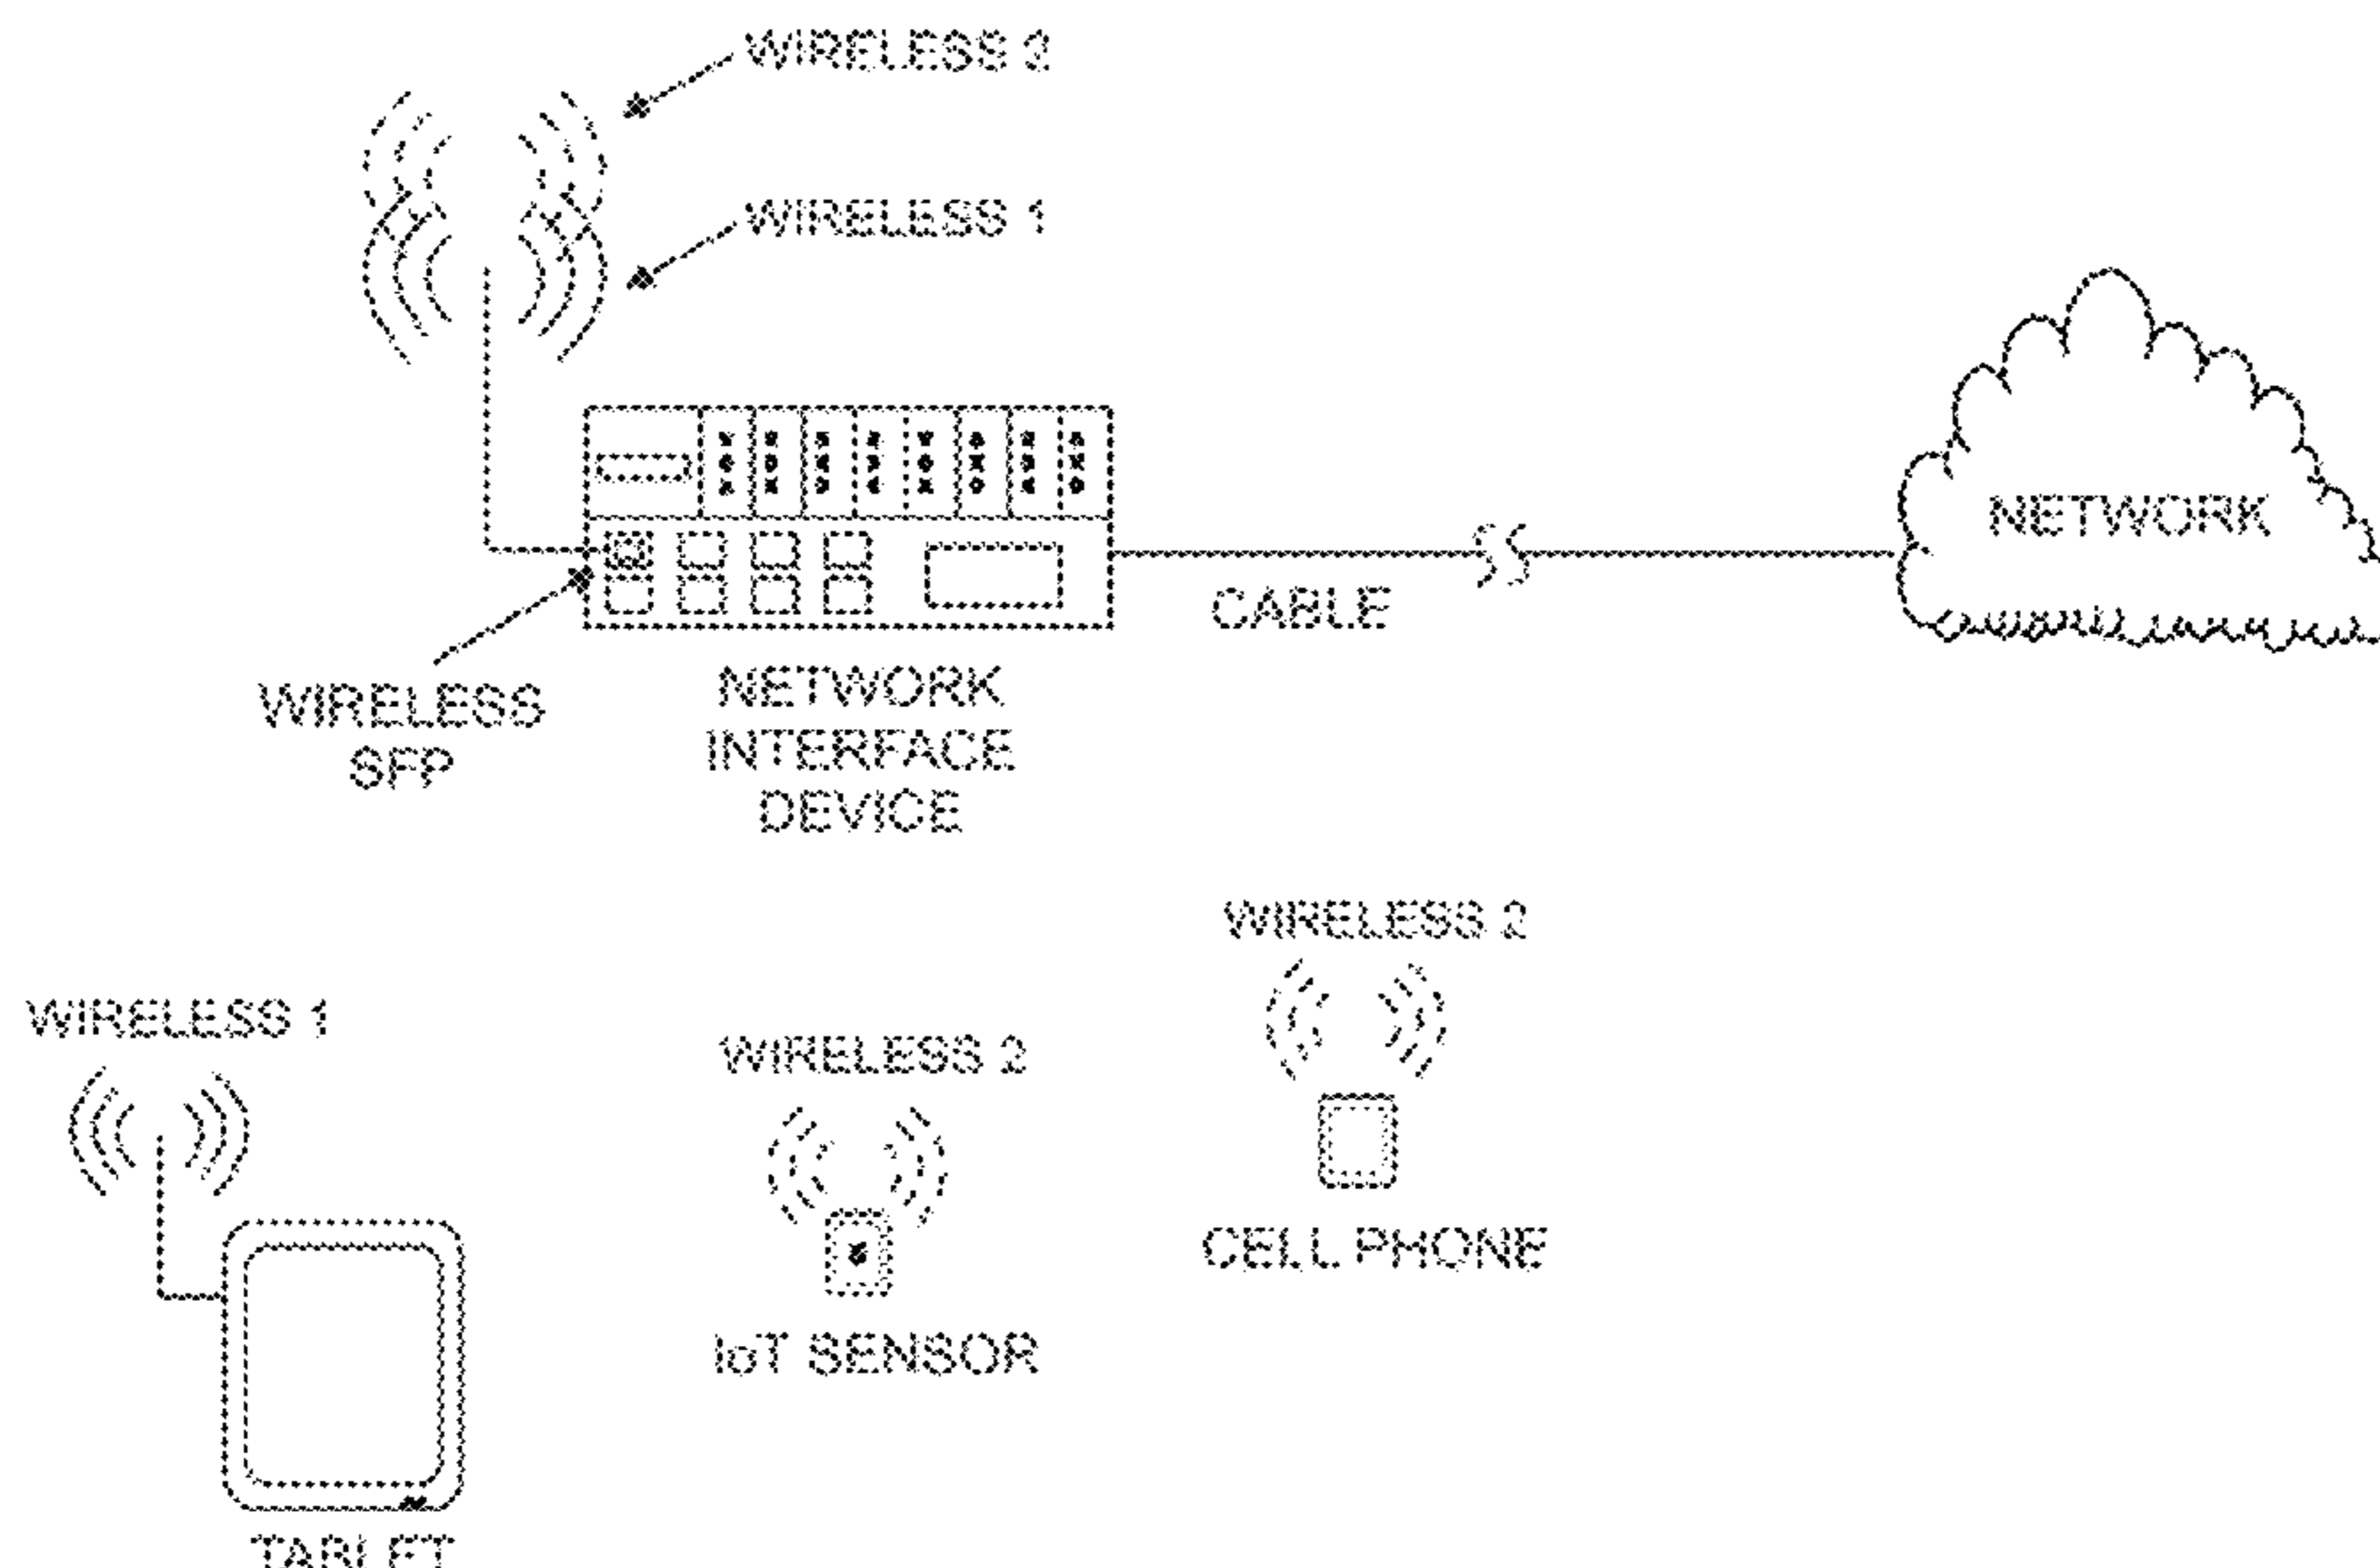 WIRELESS 2
WIRELESS 1
NETWORK
CABLE
WIRELESS
SFP
NETWORK
INTERFACE
DEVICE
WIRELESS 2
WIRELESS 1
WIRELESS 2
CELL PHONE
IoT SENSOR
TABLET